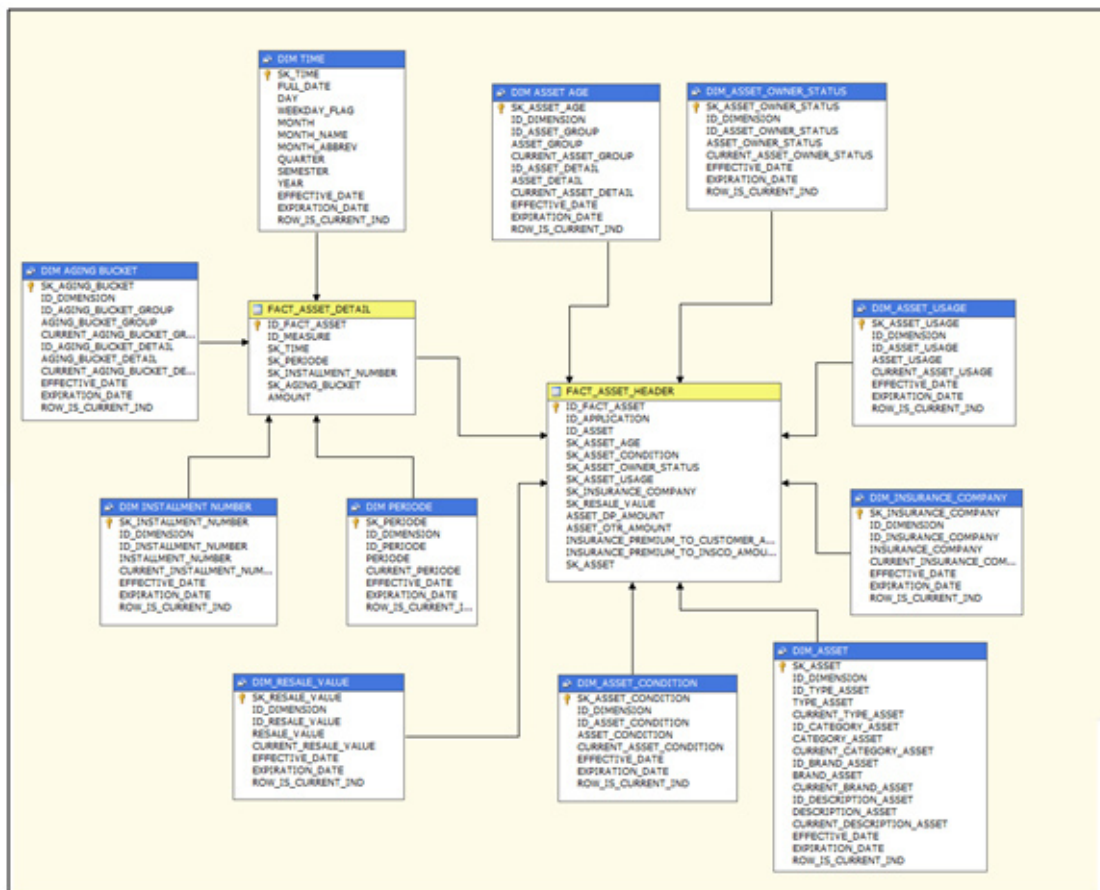 DIM TIME
SK_TIME
FULL_DATE
DAY
WEEKDAY_FLAG
MONTH
MONTH_NAME
MONTH_ABBREV
QUARTER
SEMESTER
YEAR
EFFECTIVE_DATE
EXPIRATION_DATE
ROW_IS_CURRENT_IND
DIM ASSET AGE
SK_ASSET_AGE
ID_DIMENSION
ID_ASSET_GROUP
ASSET_GROUP
CURRENT_ASSET_GROUP
ID_ASSET_DETAIL
ASSET_DETAIL
CURRENT_ASSET_DETAIL
EFFECTIVE_DATE
EXPIRATION_DATE
ROW_IS_CURRENT_IND
DIM_ASSET_OWNER_STATUS
SK_ASSET_OWNER_STATUS
ID_DIMENSION
ID_ASSET_OWNER_STATUS
ASSET_OWNER_STATUS
CURRENT_ASSET_OWNER_STATUS
EFFECTIVE_DATE
EXPIRATION_DATE
ROW_IS_CURRENT_IND
DIM AGING BUCKET
SK_AGING_BUCKET
ID_DIMENSION
ID_AGING_BUCKET_GROUP
AGING_BUCKET_GROUP
CURRENT_AGING_BUCKET_GR...
ID_AGING_BUCKET_DETAIL
AGING_BUCKET_DETAIL
CURRENT_AGING_BUCKET_DE...
EFFECTIVE_DATE
EXPIRATION_DATE
ROW_IS_CURRENT_IND
FACT_ASSET_DETAIL
ID_FACT_ASSET
ID_MEASURE
SK_TIME
SK_PERIODE
SK_INSTALLMENT_NUMBER
SK_AGING_BUCKET
AMOUNT
DIM_ASSET_USAGE
SK_ASSET_USAGE
ID_DIMENSION
ID_ASSET_USAGE
ASSET_USAGE
CURRENT_ASSET_USAGE
EFFECTIVE_DATE
EXPIRATION_DATE
ROW_IS_CURRENT_IND
FACT_ASSET_HEADER
ID_FACT_ASSET
ID_APPLICATION
ID_ASSET
SK_ASSET_AGE
SK_ASSET_CONDITION
SK_ASSET_OWNER_STATUS
SK_ASSET_USAGE
SK_INSURANCE_COMPANY
SK_RESALE_VALUE
ASSET_DP_AMOUNT
ASSET_OTR_AMOUNT
INSURANCE_PREMIUM_TO_CUSTOMER_A...
INSURANCE_PREMIUM_TO_INSCO_AMOU...
SK_ASSET
DIM INSTALLMENT NUMBER
SK_INSTALLMENT_NUMBER
ID_DIMENSION
ID_INSTALLMENT_NUMBER
INSTALLMENT_NUMBER
CURRENT_INSTALLMENT_NUM...
EFFECTIVE_DATE
EXPIRATION_DATE
ROW_IS_CURRENT_IND
DIM PERIODE
SK_PERIODE
ID_DIMENSION
ID_PERIODE
PERIODE
CURRENT_PERIODE
EFFECTIVE_DATE
EXPIRATION_DATE
ROW_IS_CURRENT_I...
DIM_INSURANCE_COMPANY
SK_INSURANCE_COMPANY
ID_DIMENSION
ID_INSURANCE_COMPANY
INSURANCE_COMPANY
CURRENT_INSURANCE_COM...
EFFECTIVE_DATE
EXPIRATION_DATE
ROW_IS_CURRENT_IND
DIM_RESALE_VALUE
SK_RESALE_VALUE
ID_DIMENSION
ID_RESALE_VALUE
RESALE_VALUE
CURRENT_RESALE_VALUE
EFFECTIVE_DATE
EXPIRATION_DATE
ROW_IS_CURRENT_IND
DIM_ASSET_CONDITION
SK_ASSET_CONDITION
ID_DIMENSION
ID_ASSET_CONDITION
ASSET_CONDITION
CURRENT_ASSET_CONDITION
EFFECTIVE_DATE
EXPIRATION_DATE
ROW_IS_CURRENT_IND
DIM_ASSET
SK_ASSET
ID_DIMENSION
ID_TYPE_ASSET
TYPE_ASSET
CURRENT_TYPE_ASSET
ID_CATEGORY_ASSET
CATEGORY_ASSET
CURRENT_CATEGORY_ASSET
ID_BRAND_ASSET
BRAND_ASSET
CURRENT_BRAND_ASSET
ID_DESCRIPTION_ASSET
DESCRIPTION_ASSET
CURRENT_DESCRIPTION_ASSET
EFFECTIVE_DATE
EXPIRATION_DATE
ROW_IS_CURRENT_IND